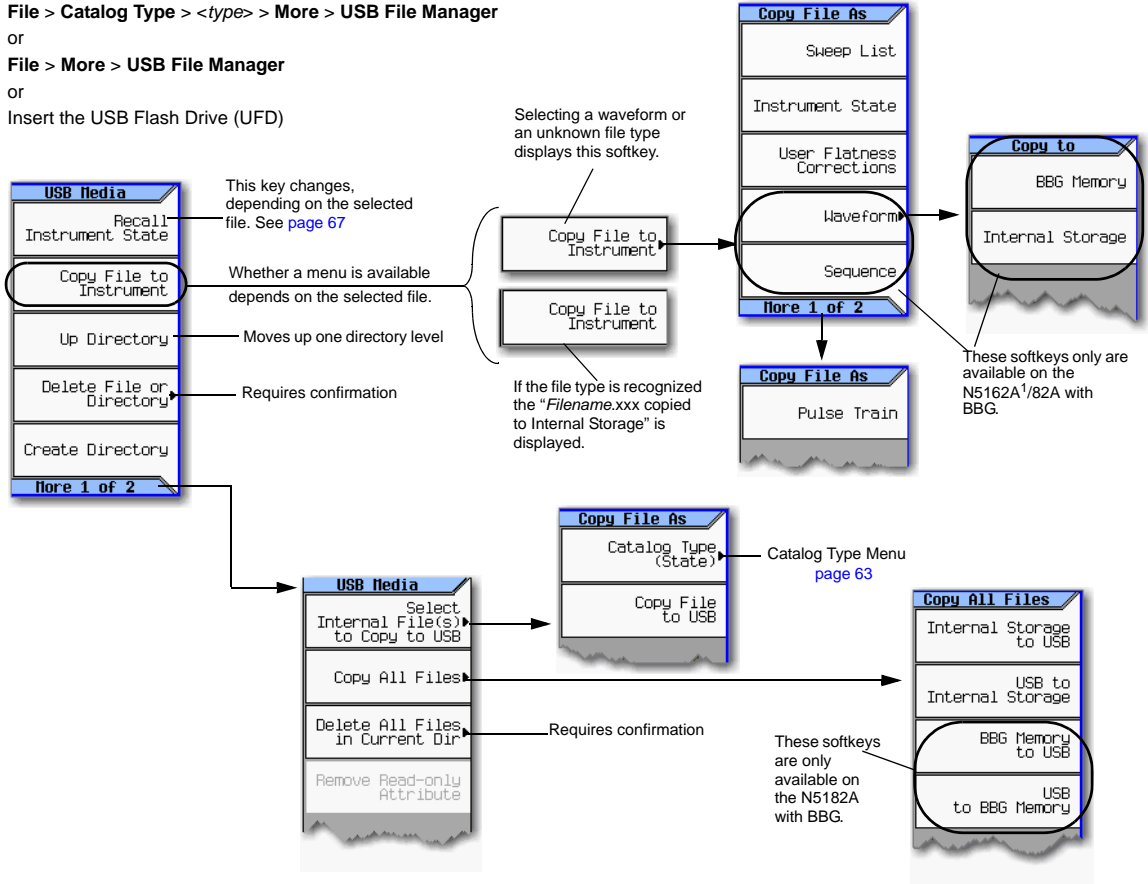 File > Catalog Type > <type> > More > USB File Manager
or
File > More > USB File Manager
or
Insert the USB Flash Drive (UFD)
USB Media
Recall
Instrument State
Copy File to
Instrument
Up Directory
Delete File or
Directory
Create Directory
More 1 of 2
This key changes,
depending on the selected
file. See page 67
Whether a menu is available
depends on the selected file.
Moves up one directory level
Requires confirmation
Selecting a waveform or
an unknown file type
displays this softkey.
Copy File to
Instrument
Copy File to
Instrument
If the file type is recognized
the “Filename.xxx copied
to Internal Storage” is
displayed.
Copy File As
Sweep List
Instrument State
User Flatness
Corrections
Waveform
Sequence
More 1 of 2
Copy to
BBG Memory
Internal Storage
These softkeys only are
available on the
N5162A1/82A with
BBG.
Copy File As
Pulse Train
USB Media
Select
Internal File(s)
to Copy to USB
Copy All Files
Delete All Files
in Current Dir
Remove Read-only
Attribute
Copy File As
Catalog Type
(State)
Copy File
to USB
Catalog Type Menu
page 63
Requires confirmation
Copy All Files
Internal Storage
to USB
USB to
Internal Storage
BBG Memory
to USB
USB
to BBG Memory
These softkeys
are only
available on
the N5182A
with BBG.